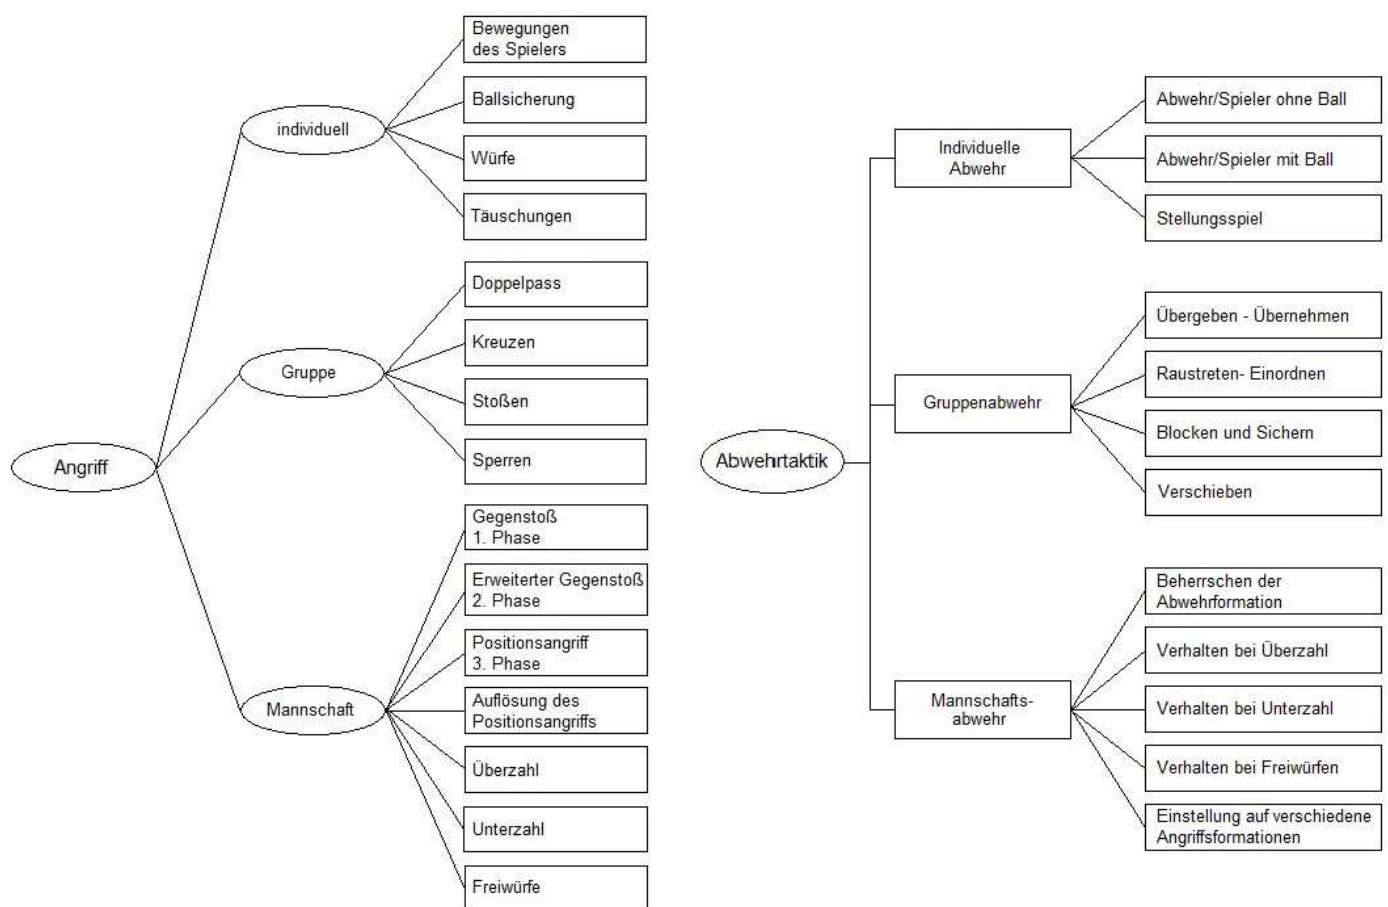 Angriff
individuell
Bewegungen
des Spielers
Ballsicherung
Würfe
Täuschungen
Gruppe
Doppelpass
Kreuzen
Stoßen
Sperren
Mannschaft
Gegenstoß
1. Phase
Erweiterter Gegenstoß
2. Phase
Positionsangriff
3. Phase
Auflösung des
Positionsangriffs
Überzahl
Unterzahl
Freiwürfe
Abwehrtaktik
Individuelle
Abwehr
Abwehr/Spieler ohne Ball
Abwehr/Spieler mit Ball
Stellungsspiel
Gruppenabwehr
Übergeben - Übernehmen
Raustreten- Einordnen
Blocken und Sichern
Verschieben
Mannschafts-
abwehr
Beherrschen der
Abwehrformation
Verhalten bei Überzahl
Verhalten bei Unterzahl
Verhalten bei Freiwürfen
Einstellung auf verschiedene
Angriffsformationen